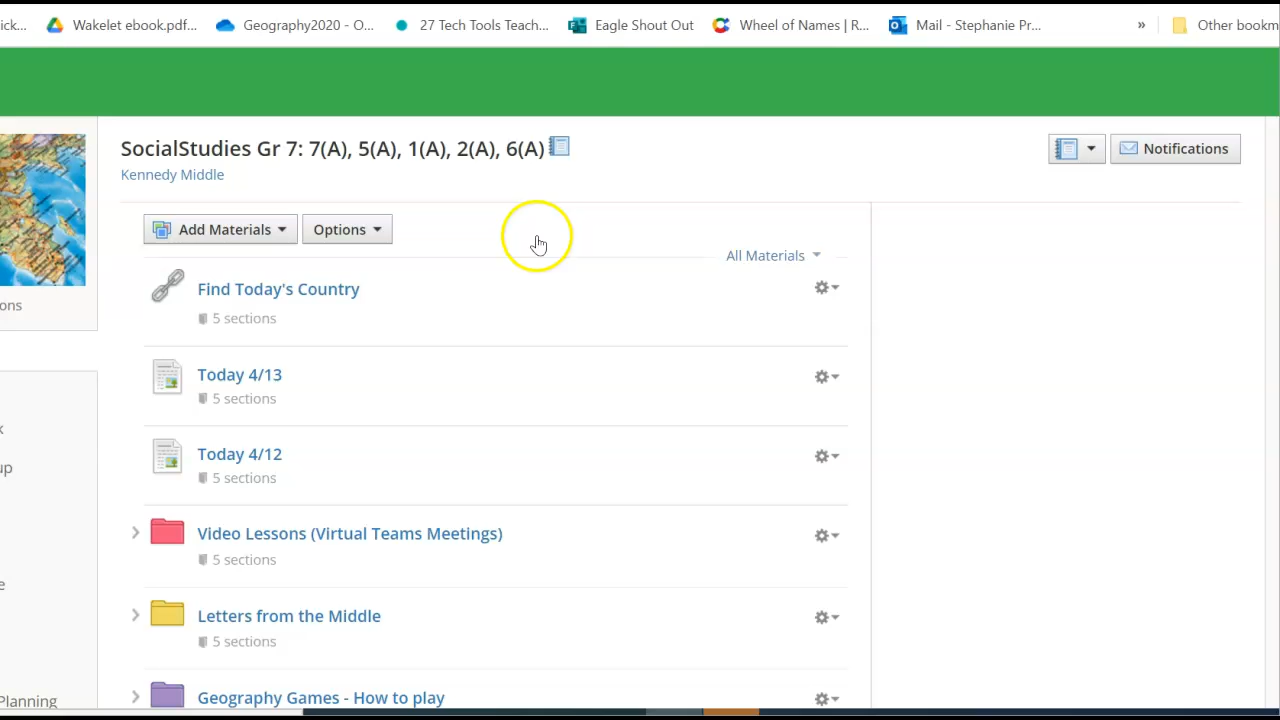 ick... Wakelet ebook.pdf... Geography2020 - O... 27 Tech Tools Teach... Eagle Shout Out Wheel of Names | R... Mail - Stephanie Pr... » Other bookm
SocialStudies Gr 7: 7(A), 5(A), 1(A), 2(A), 6(A) Notifications
Kennedy Middle
Add Materials Options
All Materials
Find Today's Country
ons
5 sections
Today 4/13
5 sections
k
Today 4/12
up
5 sections
Video Lessons (Virtual Teams Meetings)
5 sections
e
Letters from the Middle
5 sections
Geography Games - How to play
Planning